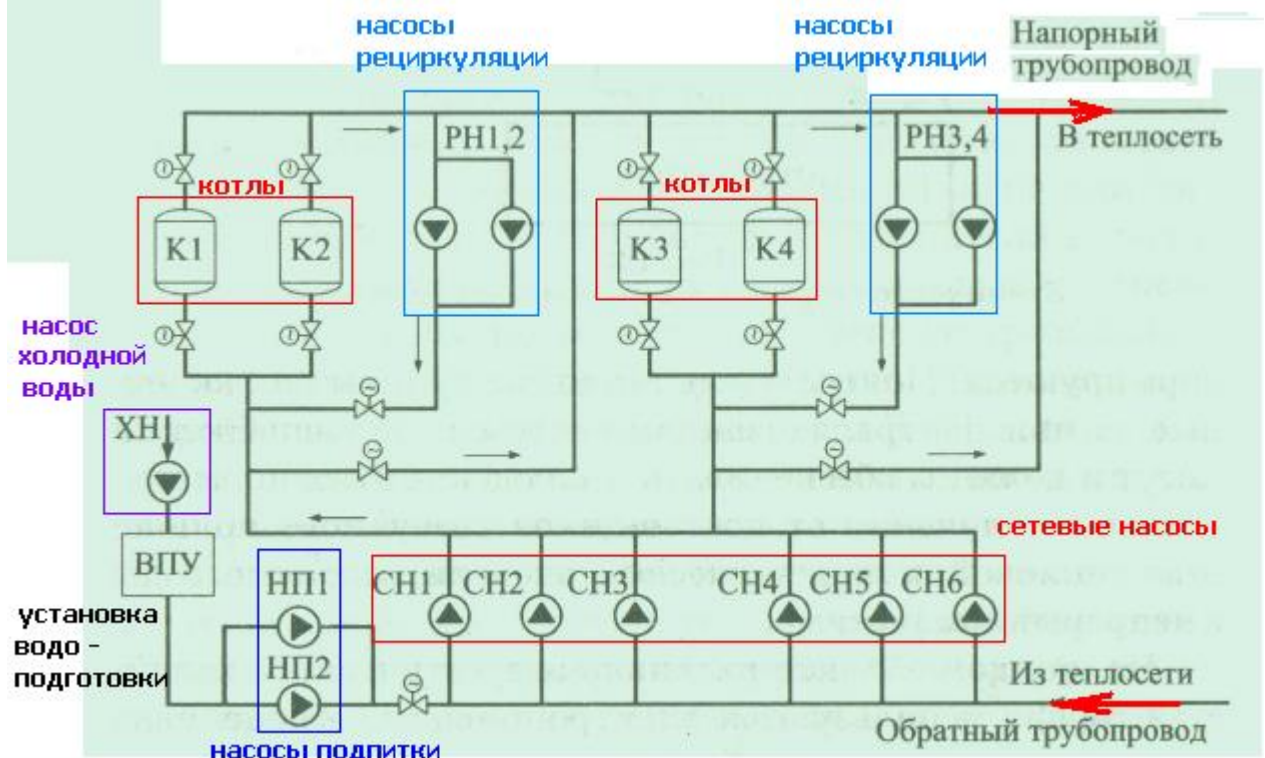 насосы
рециркуляции
насосы
рециркуляции
Напорный
трубопровод
В теплосеть
РН1,2
РН3,4
котлы
котлы
К1
К2
К3
К4
насос
холодной
воды
ХН
сетевые насосы
ВПУ
НП1
СН1
СН2
СН3
СН4
СН5
СН6
установка
водо -
подготовки
НП2
Из теплосети
Обратный трубопровод
насосы подпитки